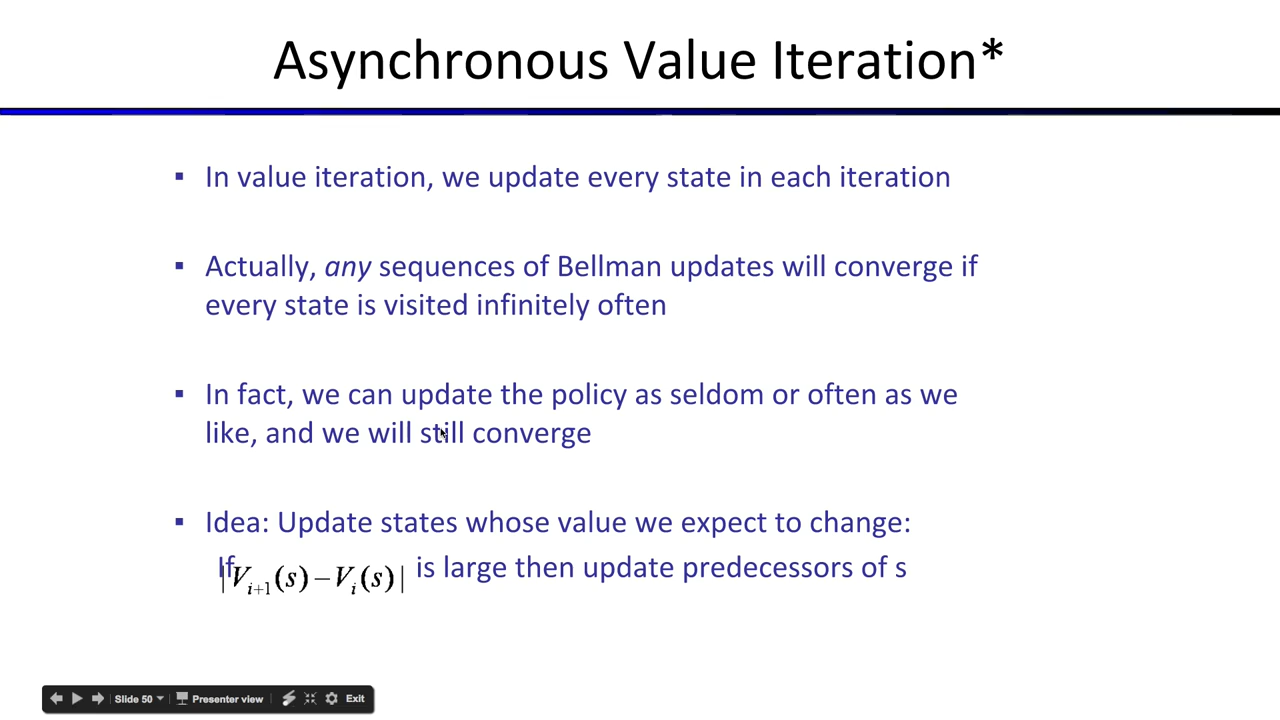 Asynchronous Value Iteration*
▪ In value iteration, we update every state in each iteration
▪ Actually, any sequences of Bellman updates will converge if
every state is visited infinitely often
▪ In fact, we can update the policy as seldom or often as we
like, and we will still converge
▪ Idea: Update states whose value we expect to change:
If |V_{i+1}(s) – V_i(s)| is large then update predecessors of s
Slide 50 Presenter view Exit